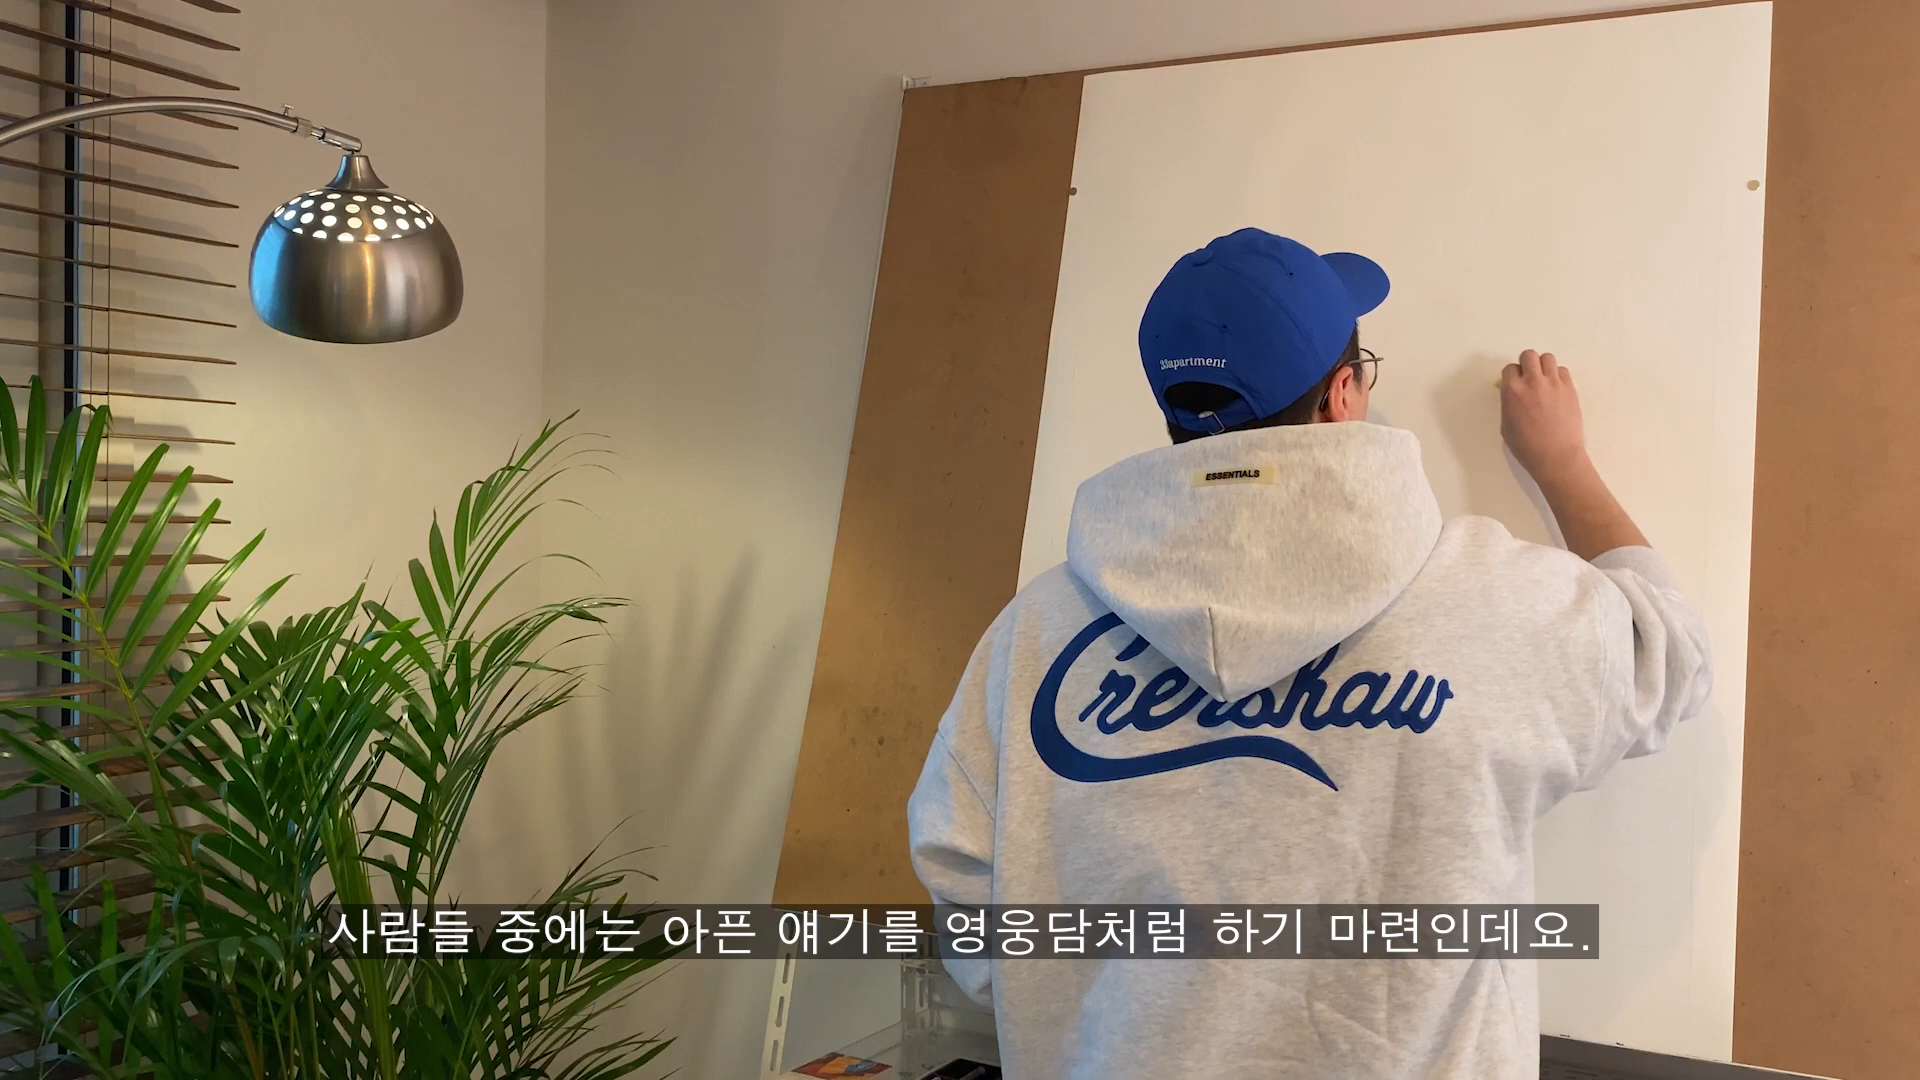 33apartment
ESSENTIALS
Crenshaw
사람들 중에는 아픈 얘기를 영웅담처럼 하기 마련인데요.